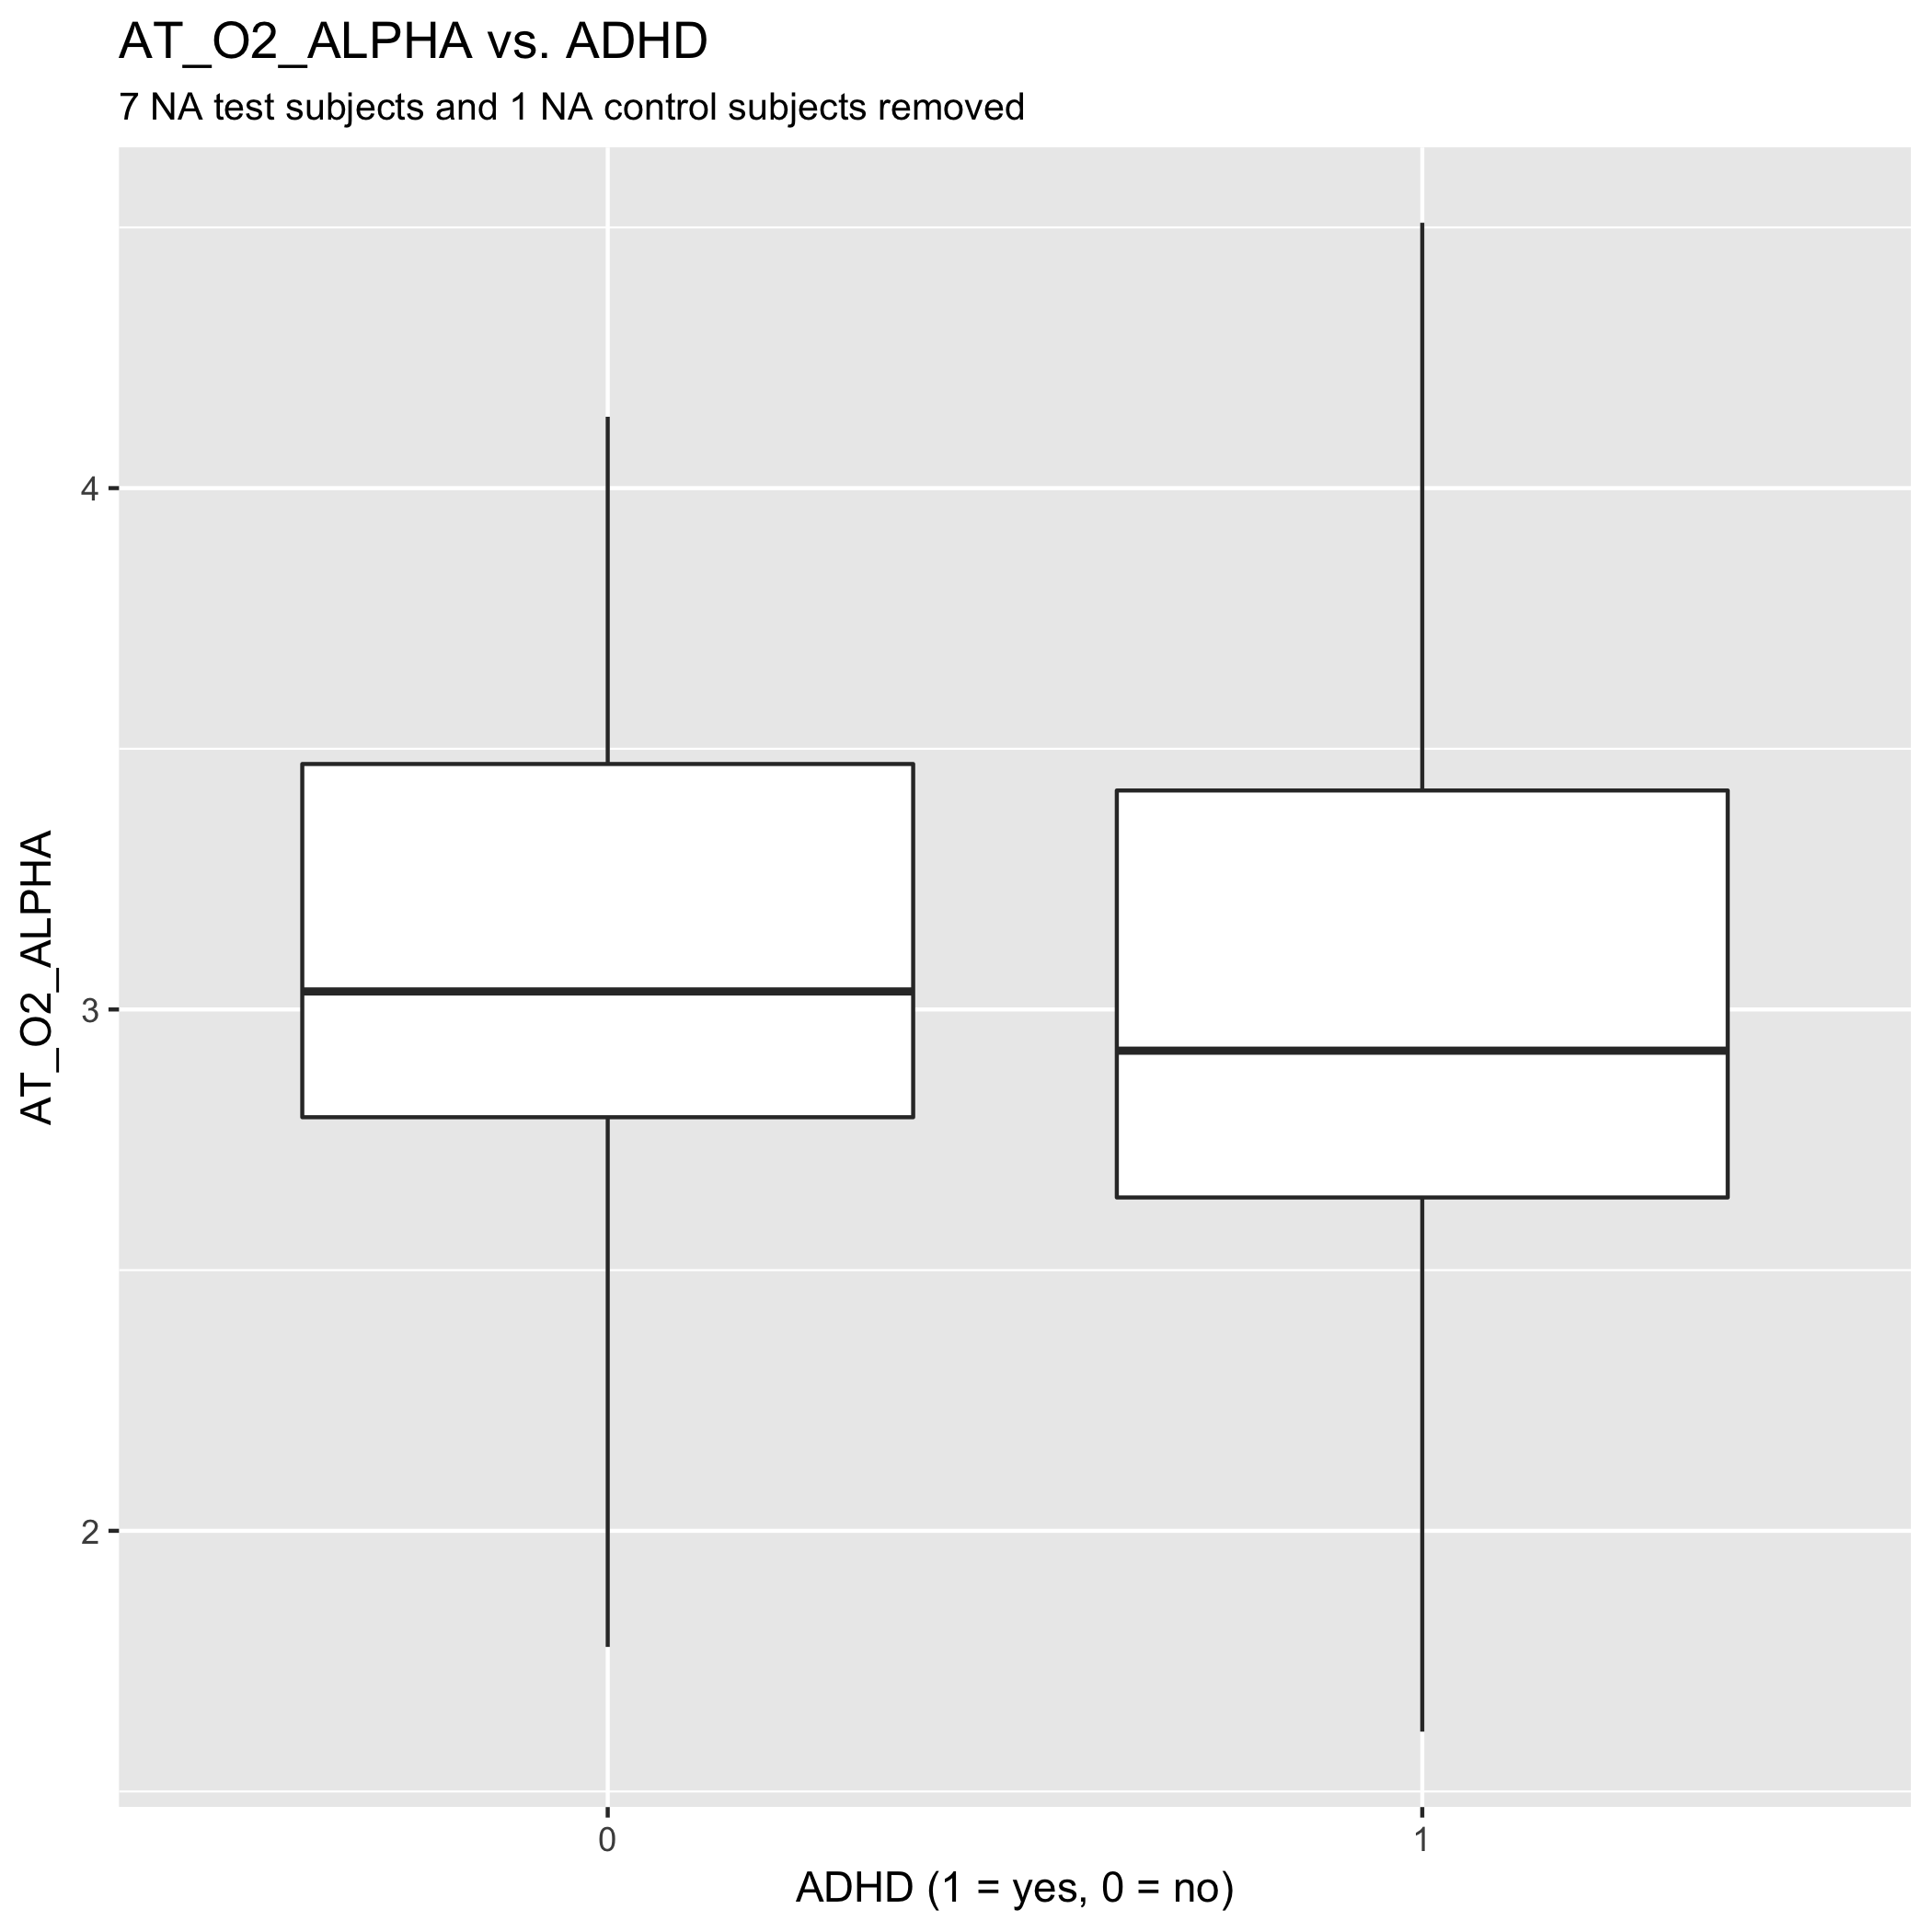 AT_O2_ALPHA vs. ADHD
7 NA test subjects and 1 NA control subjects removed
AT_O2_ALPHA
4
3
2
0 1
ADHD (1 = yes, 0 = no)